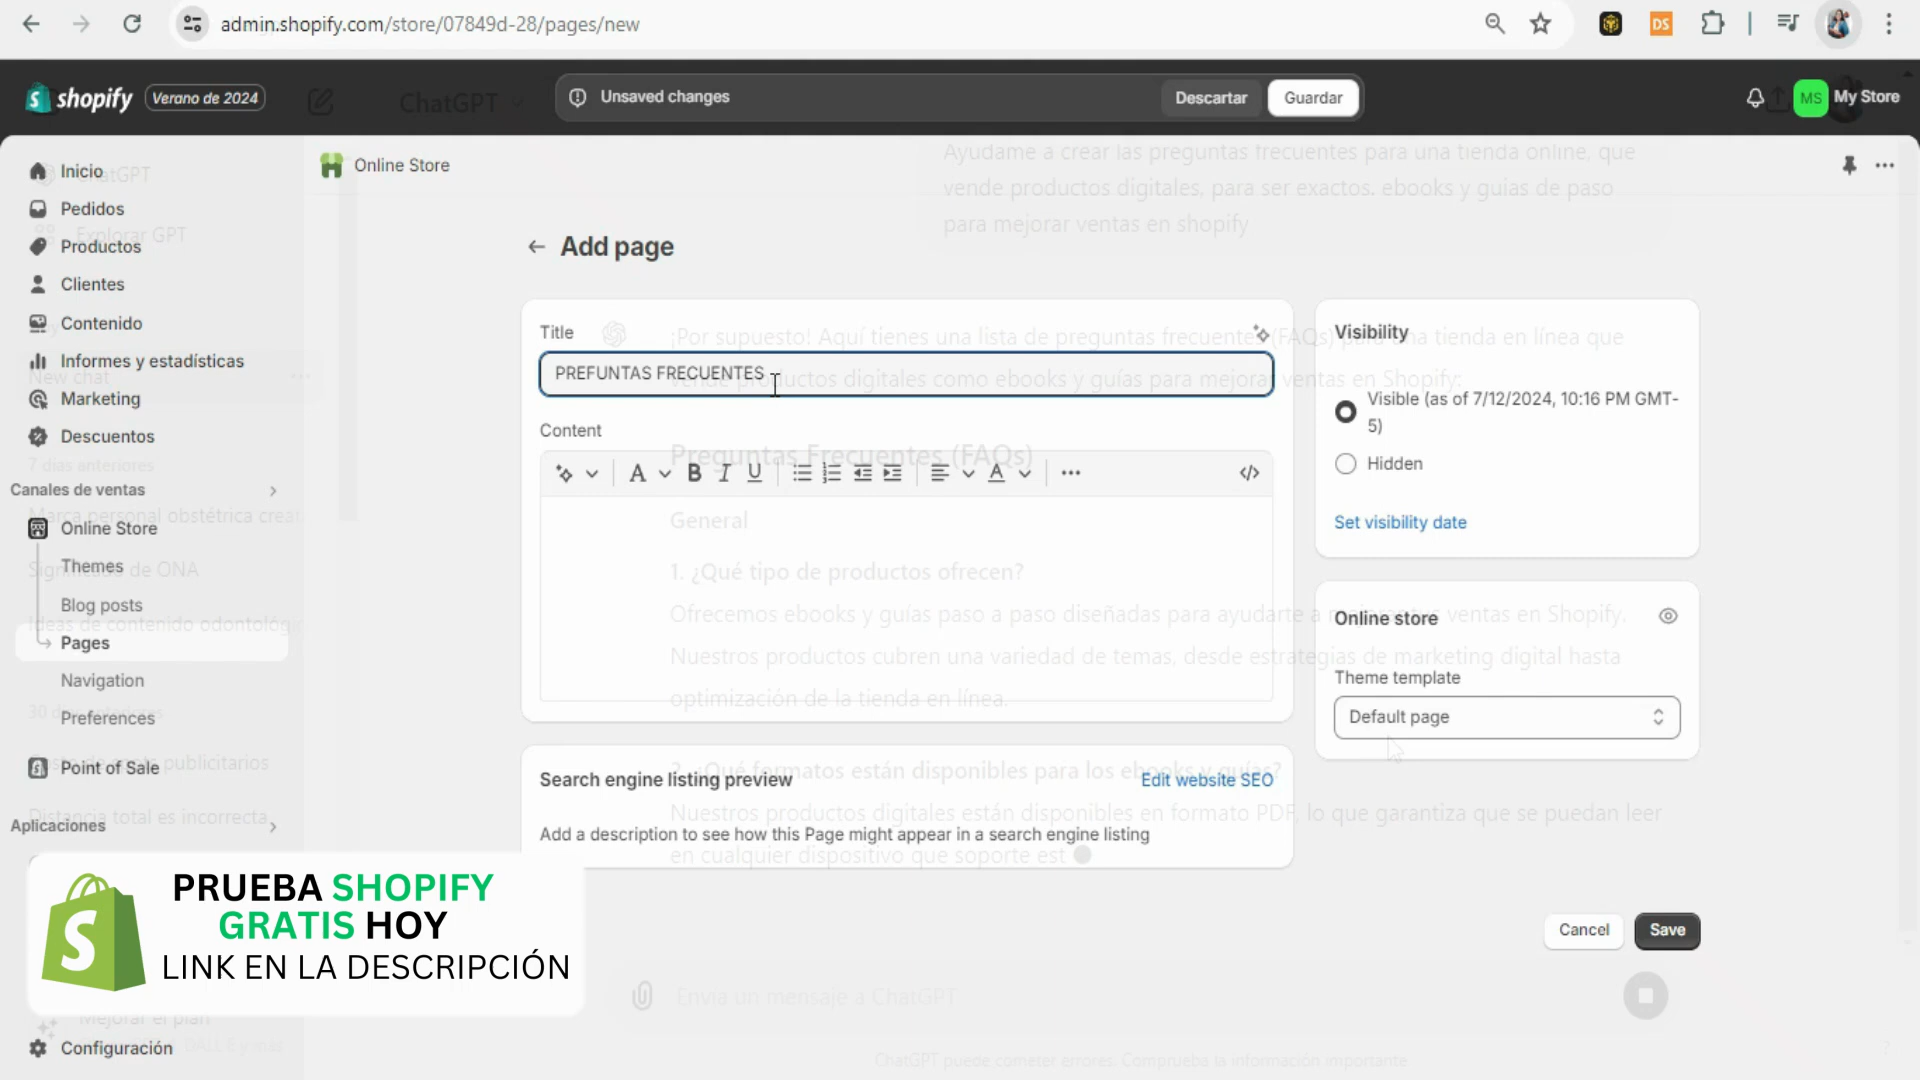 admin.shopify.com/store/07849d-28/pages/new
DS
shopify
Verano de 2024
ChatGPT
Unsaved changes
Descartar
Guardar
MS
My Store
Inicio
ChatGPT
Pedidos
Explorar GPT
Productos
Clientes
Contenido
Informes y estadísticas
New chat
Marketing
Descuentos
7 días anteriores
Canales de ventas
Marca personal obstétrica creat
Online Store
Themes
Significado de ONA
Blog posts
Ideas de contenido odontológic
Pages
Navigation
Preferences
Point of Sale
publicitarios
Distancia total es incorrecta
Aplicaciones
Mejorar el plan
Configuración
Online Store
Ayudame a crear las preguntas frecuentes para una tienda online, que
vende productos digitales, para ser exactos. ebooks y guias de paso
para mejorar ventas en shopify
Add page
Title
¡Por supuesto! Aquí tienes una lista de preguntas frecuentes (FAQs) para una tienda en línea que
vende productos digitales como ebooks y guías para mejorar ventas en Shopify:
PREFUNTAS FRECUENTES
Content
Preguntas Frecuentes (FAQs)
General
1. ¿Qué tipo de productos ofrecen?
Ofrecemos ebooks y guías paso a paso diseñadas para ayudarte a mejorar tus ventas en Shopify.
Nuestros productos cubren una variedad de temas, desde estrategias de marketing digital hasta
optimización de la tienda en línea.
2. ¿Qué formatos están disponibles para los ebooks y guías?
Nuestros productos digitales están disponibles en formato PDF, lo que garantiza que se puedan leer
en cualquier dispositivo que soporte est
Search engine listing preview
Edit website SEO
Add a description to see how this Page might appear in a search engine listing
Visibility
Visible (as of 7/12/2024, 10:16 PM GMT-
5)
Hidden
Set visibility date
Online store
Theme template
Default page
Cancel
Save
PRUEBA SHOPIFY
GRATIS HOY
LINK EN LA DESCRIPCIÓN
Envía un mensaje a ChatGPT
ChatGPT puede cometer errores. Comprueba la información importante
?